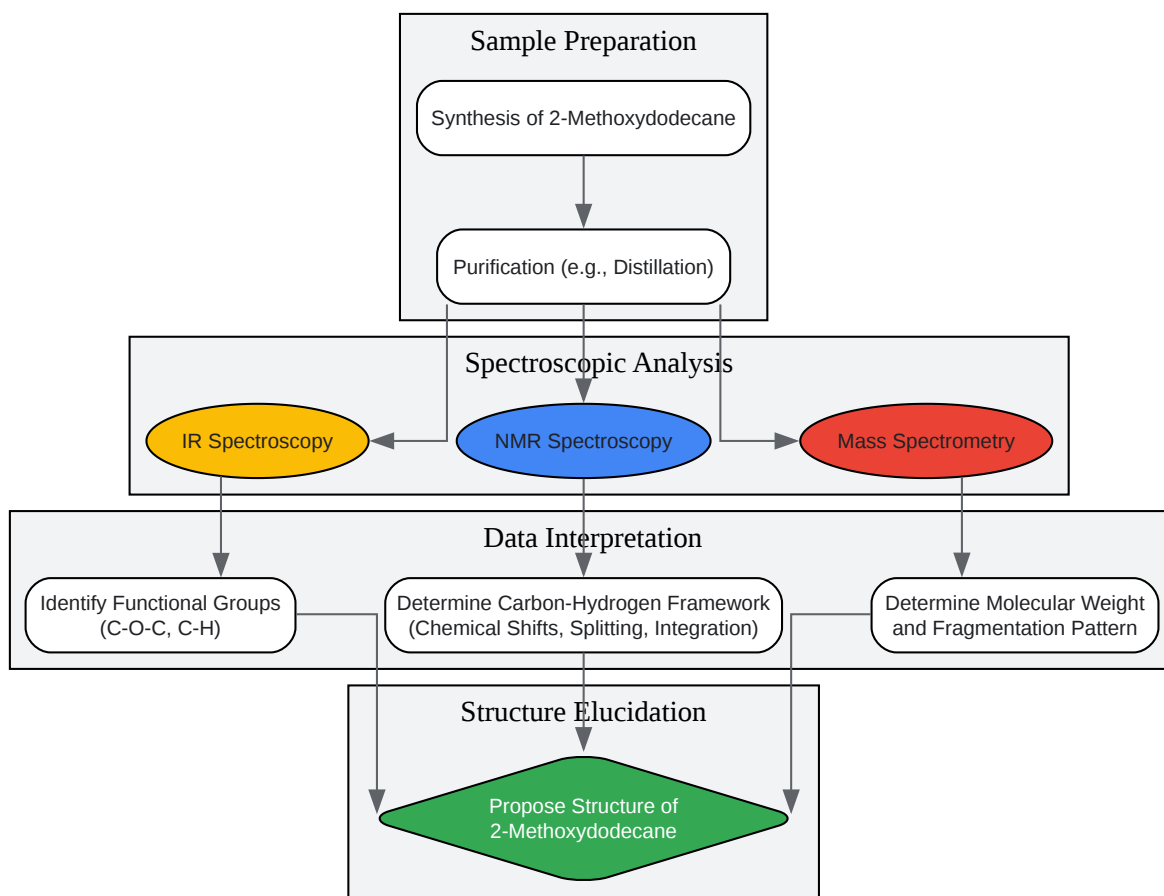 Sample Preparation
Synthesis of 2-Methoxydodecane
Purification (e.g., Distillation)
Spectroscopic Analysis
IR Spectroscopy
NMR Spectroscopy
Mass Spectrometry
Data Interpretation
Identify Functional Groups
(C-O-C, C-H)
Determine Carbon-Hydrogen Framework
(Chemical Shifts, Splitting, Integration)
Determine Molecular Weight
and Fragmentation Pattern
Structure Elucidation
Propose Structure of
2-Methoxydodecane